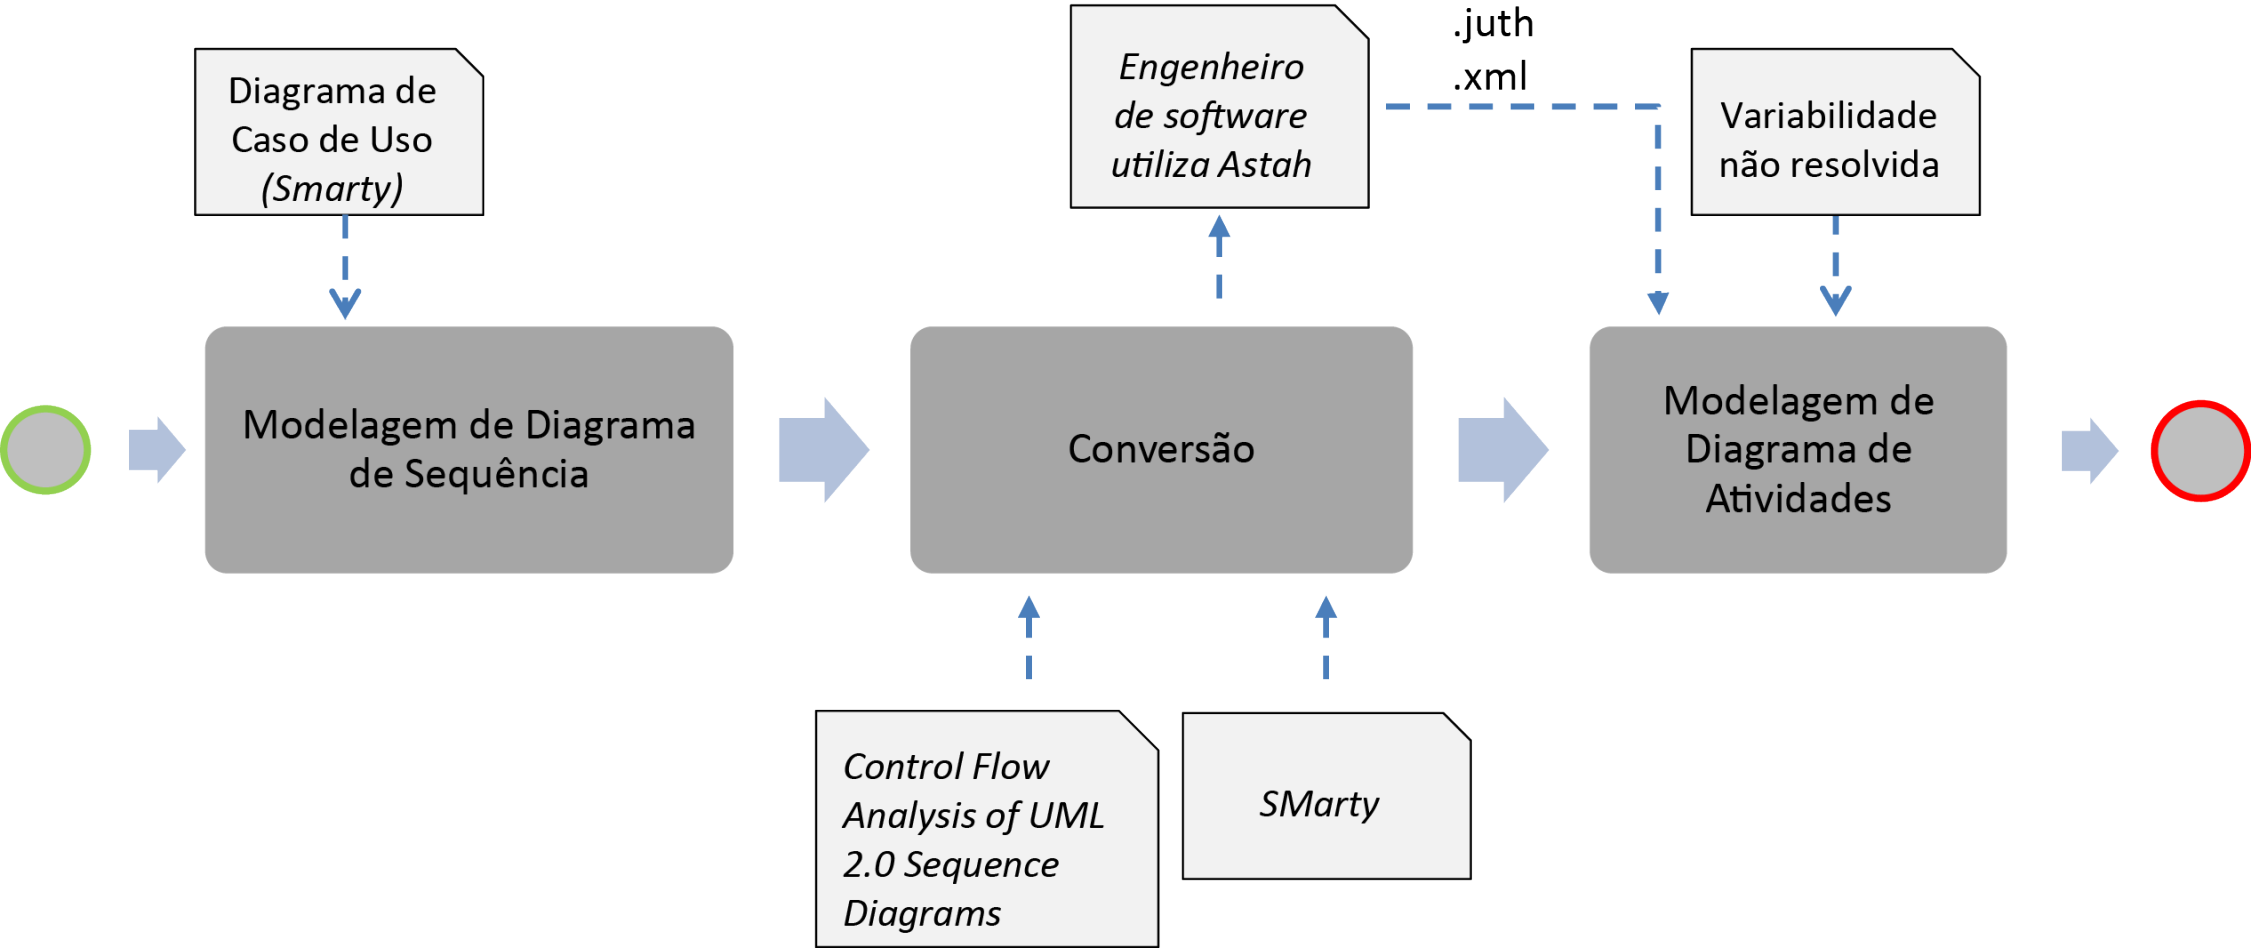 Diagrama de
Caso de Uso
(Smarty)
Engenheiro
de software
utiliza Astah
.juth
.xml
Variabilidade
não resolvida
Modelagem de Diagrama
de Sequência
Conversão
Modelagem de
Diagrama de
Atividades
Control Flow
Analysis of UML
2.0 Sequence
Diagrams
SMarty